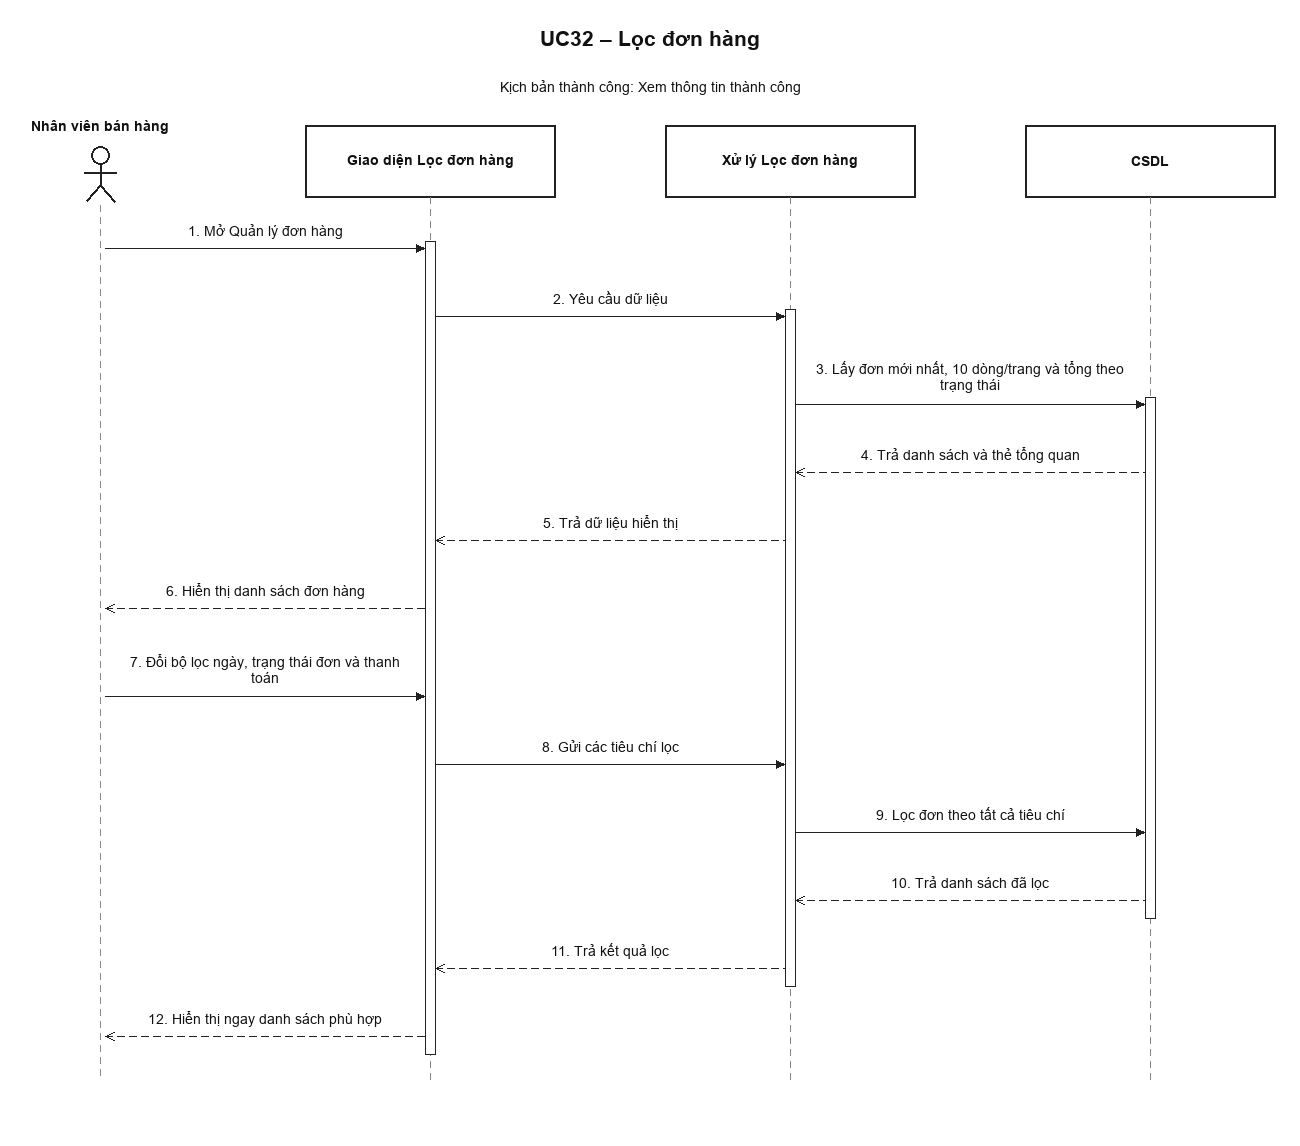 UC32 – Lọc đơn hàng
Kịch bản thành công: Xem thông tin thành công
Nhân viên bán hàng
Giao diện Lọc đơn hàng
Xử lý Lọc đơn hàng
CSDL
1. Mở Quản lý đơn hàng
2. Yêu cầu dữ liệu
3. Lấy đơn mới nhất, 10 dòng/trang và tổng theo
trạng thái
4. Trả danh sách và thẻ tổng quan
5. Trả dữ liệu hiển thị
6. Hiển thị danh sách đơn hàng
7. Đổi bộ lọc ngày, trạng thái đơn và thanh
toán
8. Gửi các tiêu chí lọc
9. Lọc đơn theo tất cả tiêu chí
10. Trả danh sách đã lọc
11. Trả kết quả lọc
12. Hiển thị ngay danh sách phù hợp